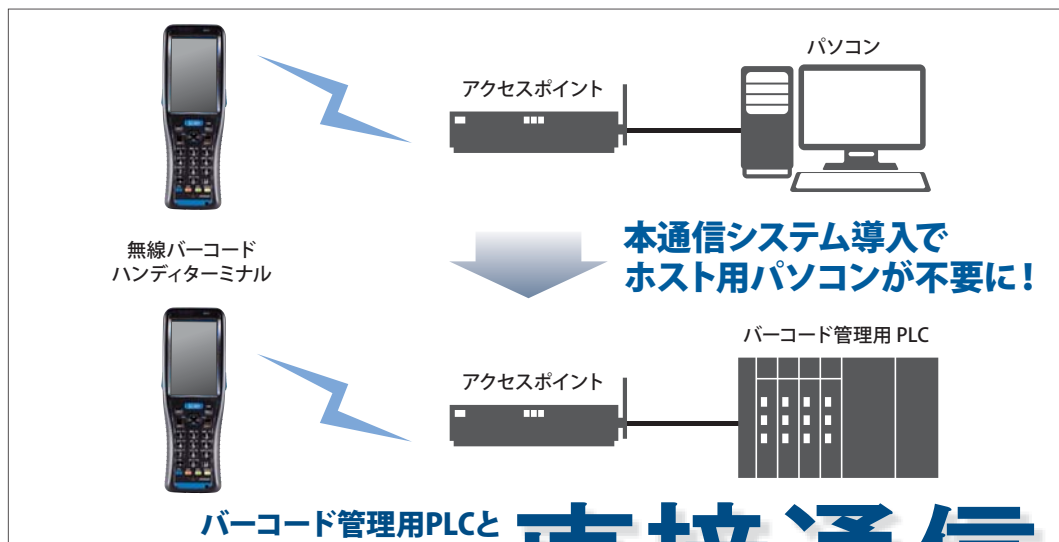 パソコン
アクセスポイント
無線バーコード
ハンディターミナル
本通信システム導入で
ホスト用パソコンが不要に!
バーコード管理用 PLC
アクセスポイント
バーコード管理用PLCと
直接通信